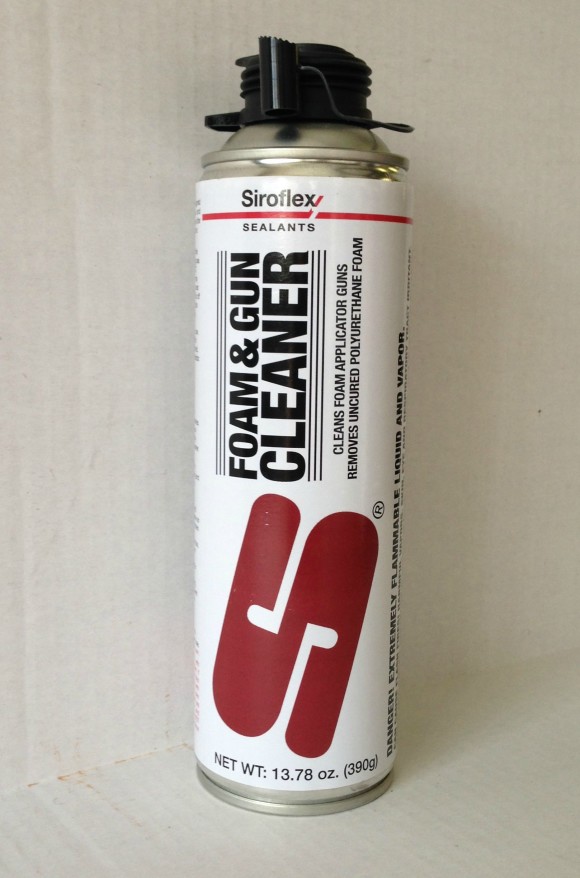 Siroflex
SEALANTS
FOAM & GUN
CLEANER
CLEANS FOAM APPLICATOR GUNS
REMOVES UNCURED POLYURETHANE FOAM
®
NET WT: 13.78 oz. (390g)
DANGER! EXTREMELY FLAMMABLE LIQUID AND VAPOR.